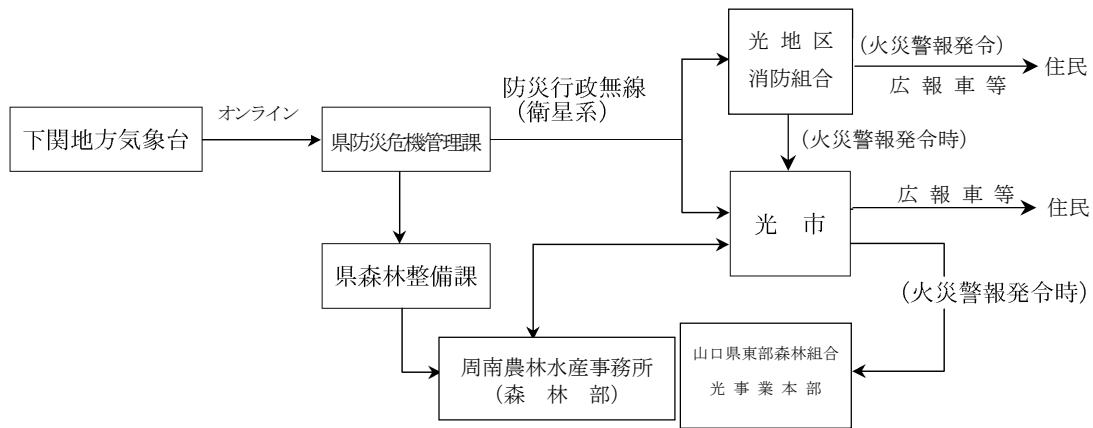 光地区
消防組合
(火災警報発令)
広報車等
住民
防災行政無線
(衛星系)
オンライン
下関地方気象台
県防災危機管理課
(火災警報発令時)
光　市
広報車等
住民
県森林整備課
(火災警報発令時)
周南農林水産事務所
(森　林　部)
山口県東部森林組合
光事業本部